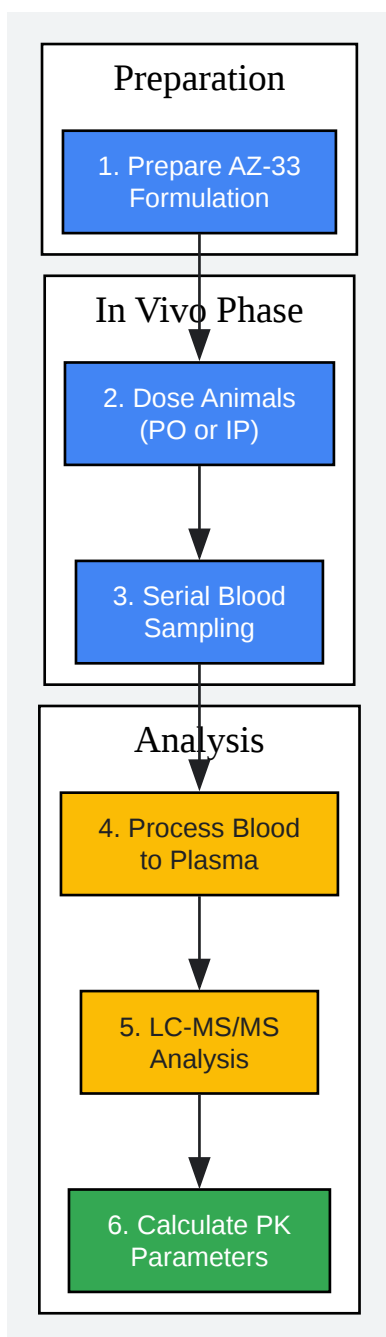 Preparation
1. Prepare AZ-33
Formulation
In Vivo Phase
2. Dose Animals
(PO or IP)
3. Serial Blood
Sampling
Analysis
4. Process Blood
to Plasma
5. LC-MS/MS
Analysis
6. Calculate PK
Parameters